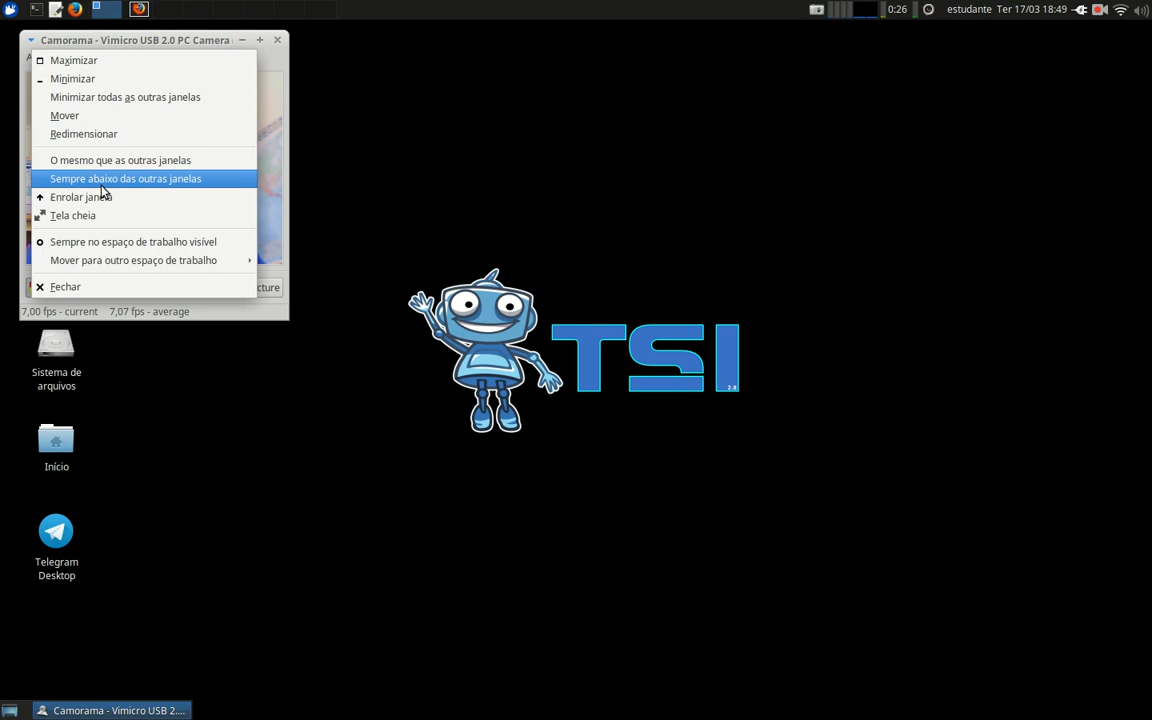 0:26
estudante Ter 17/03 18:49
Camorama - Vimicro USB 2.0 PC Camera
Maximizar
Minimizar
Minimizar todas as outras janelas
Mover
Redimensionar
O mesmo que as outras janelas
Sempre abaixo das outras janelas
Enrolar janela
Tela cheia
Sempre no espaço de trabalho visível
Mover para outro espaço de trabalho
Fechar
cture
7,00 fps - current 7,07 fps - average
Sistema de
arquivos
Início
Telegram
Desktop
TSI
2.0
Camorama - Vimicro USB 2....